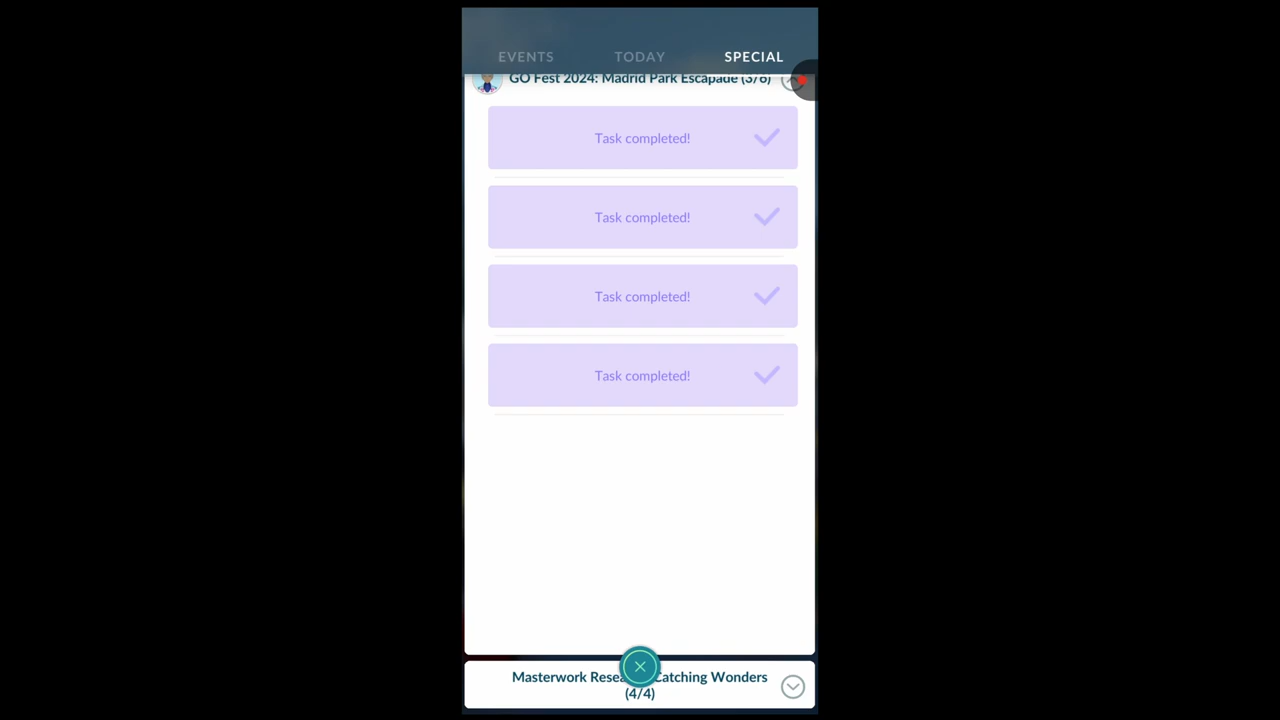 EVENTS TODAY SPECIAL
GO Fest 2024: Madrid Park Escapade (3/6)
Task completed!
Task completed!
Task completed!
Task completed!
Masterwork Resea Catching Wonders
(4/4)